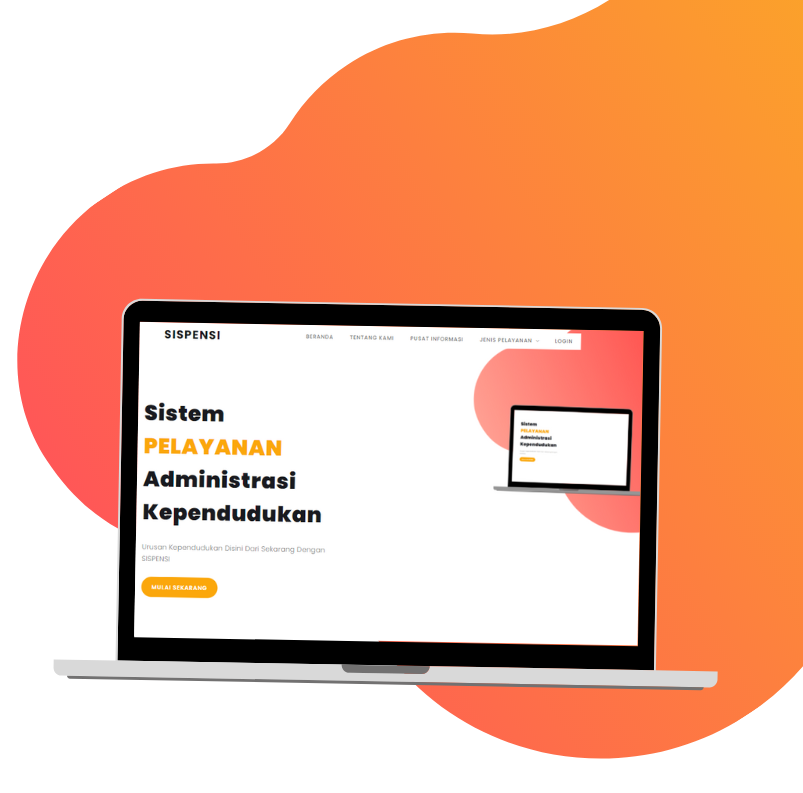 SISPENSI
BERANDA TENTANG KAMI PUSAT INFORMASI JENIS PELAYANAN LOGIN
Sistem
PELAYANAN
Administrasi
Kependudukan
Urusan Kependudukan Disini Dari Sekarang Dengan
SISPENSI
MULAI SEKARANG
Sistem
PELAYANAN
Administrasi
Kependudukan